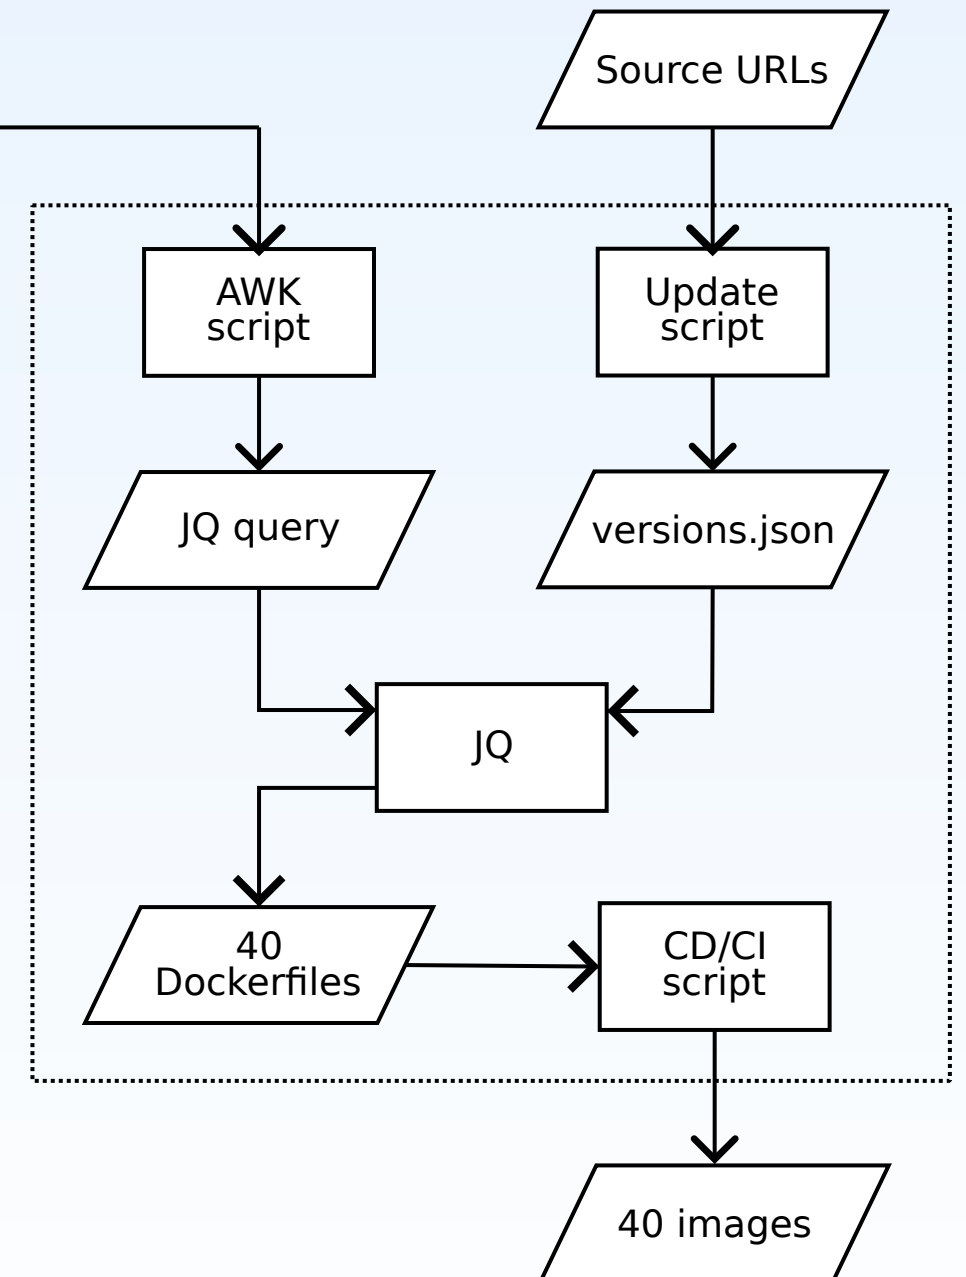 Source URLs
AWK
script
Update
script
JQ query
versions.json
JQ
40
Dockerfiles
CD/CI
script
40 images